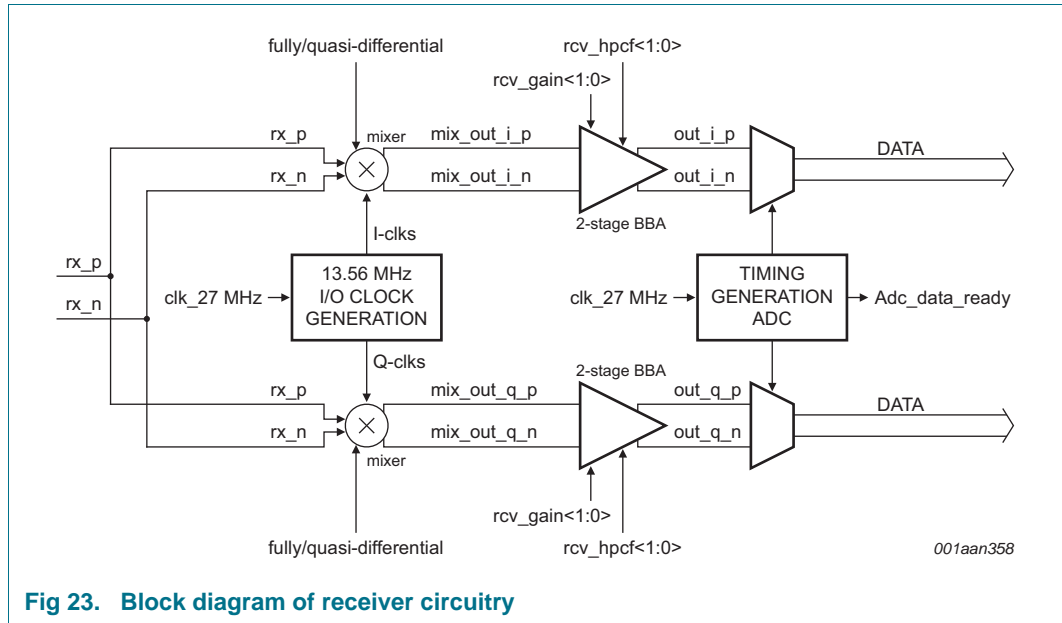 fully/quasi-differential
rcv_hpcf<1:0>
rcv_gain<1:0>
rx_p
mixer
mix_out_i_p
out_i_p
DATA
rx_n
mix_out_i_n
out_i_n
2-stage BBA
I-clks
rx_p
rx_n
clk_27 MHz
13.56 MHz
I/O CLOCK
GENERATION
clk_27 MHz
TIMING
GENERATION
ADC
Adc_data_ready
Q-clks
2-stage BBA
rx_p
mix_out_q_p
out_q_p
DATA
rx_n
mix_out_q_n
out_q_n
mixer
rcv_gain<1:0>
fully/quasi-differential
rcv_hpcf<1:0>
001aan358
Fig 23. Block diagram of receiver circuitry